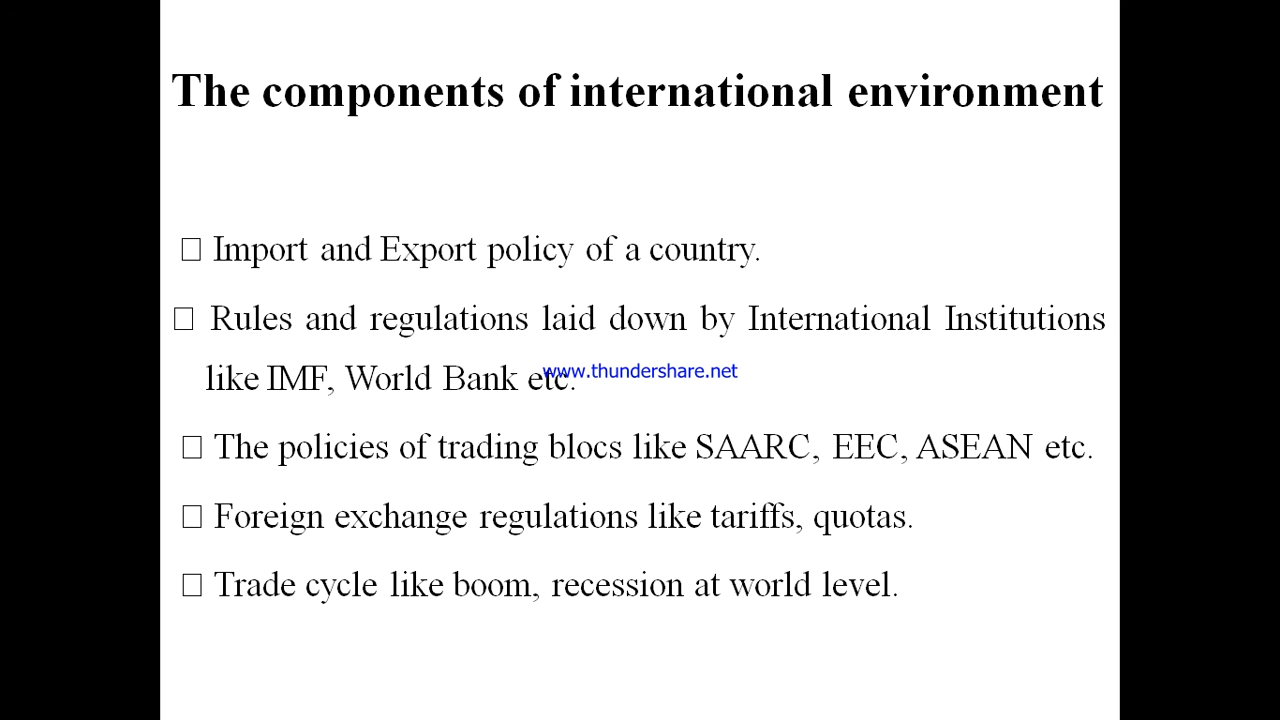 The components of international environment
□ Import and Export policy of a country.
□ Rules and regulations laid down by International Institutions
like IMF, World Bank etc.
www.thundershare.net
□ The policies of trading blocs like SAARC, EEC, ASEAN etc.
□ Foreign exchange regulations like tariffs, quotas.
□ Trade cycle like boom, recession at world level.